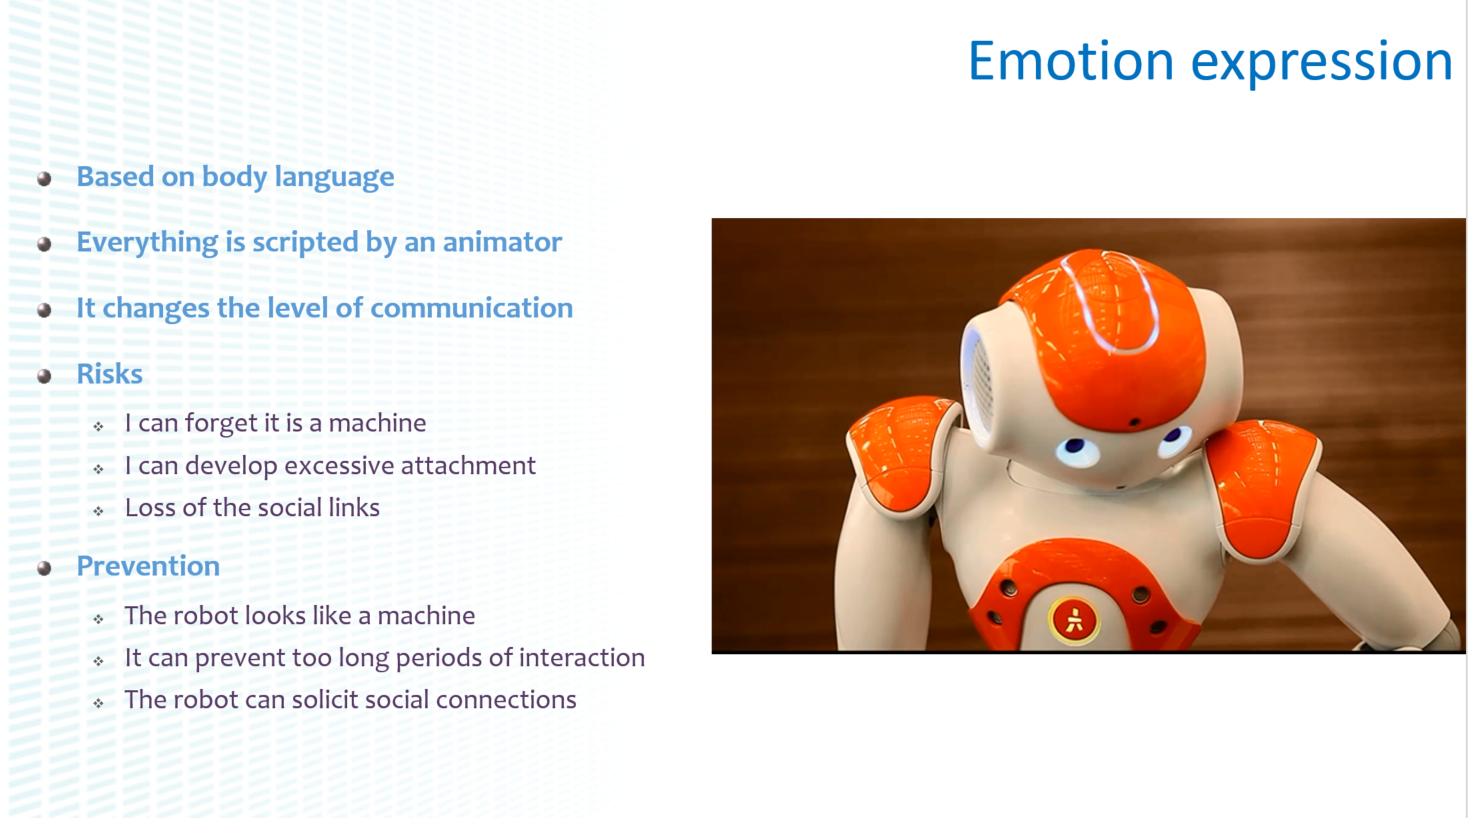 Emotion expression
Based on body language
Everything is scripted by an animator
It changes the level of communication
Risks
I can forget it is a machine
I can develop excessive attachment
Loss of the social links
Prevention
The robot looks like a machine
It can prevent too long periods of interaction
The robot can solicit social connections